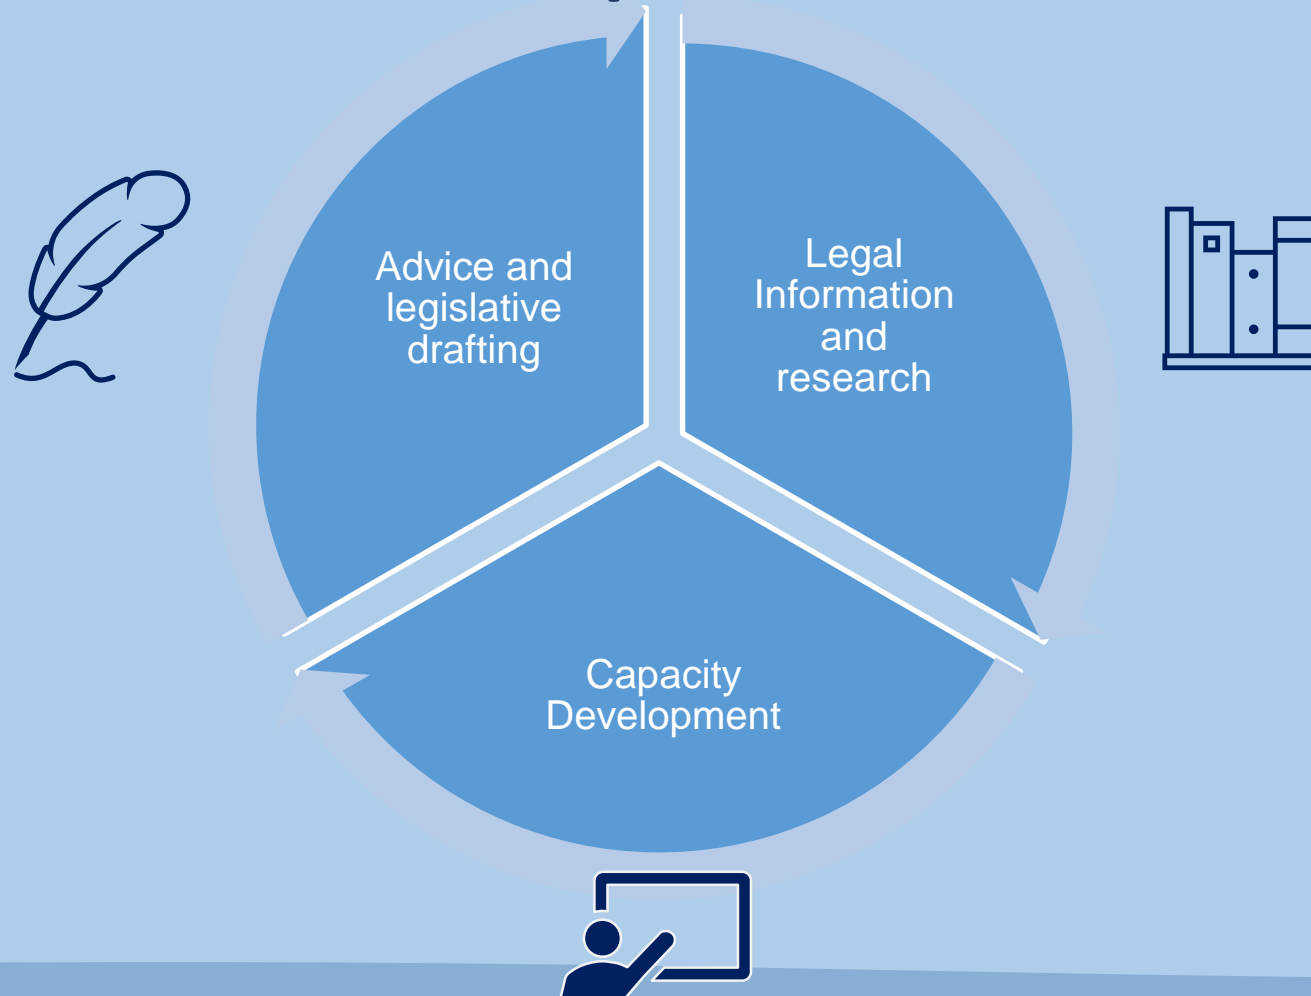 Advice and
legislative
drafting
Legal
Information
and
research
Capacity
Development